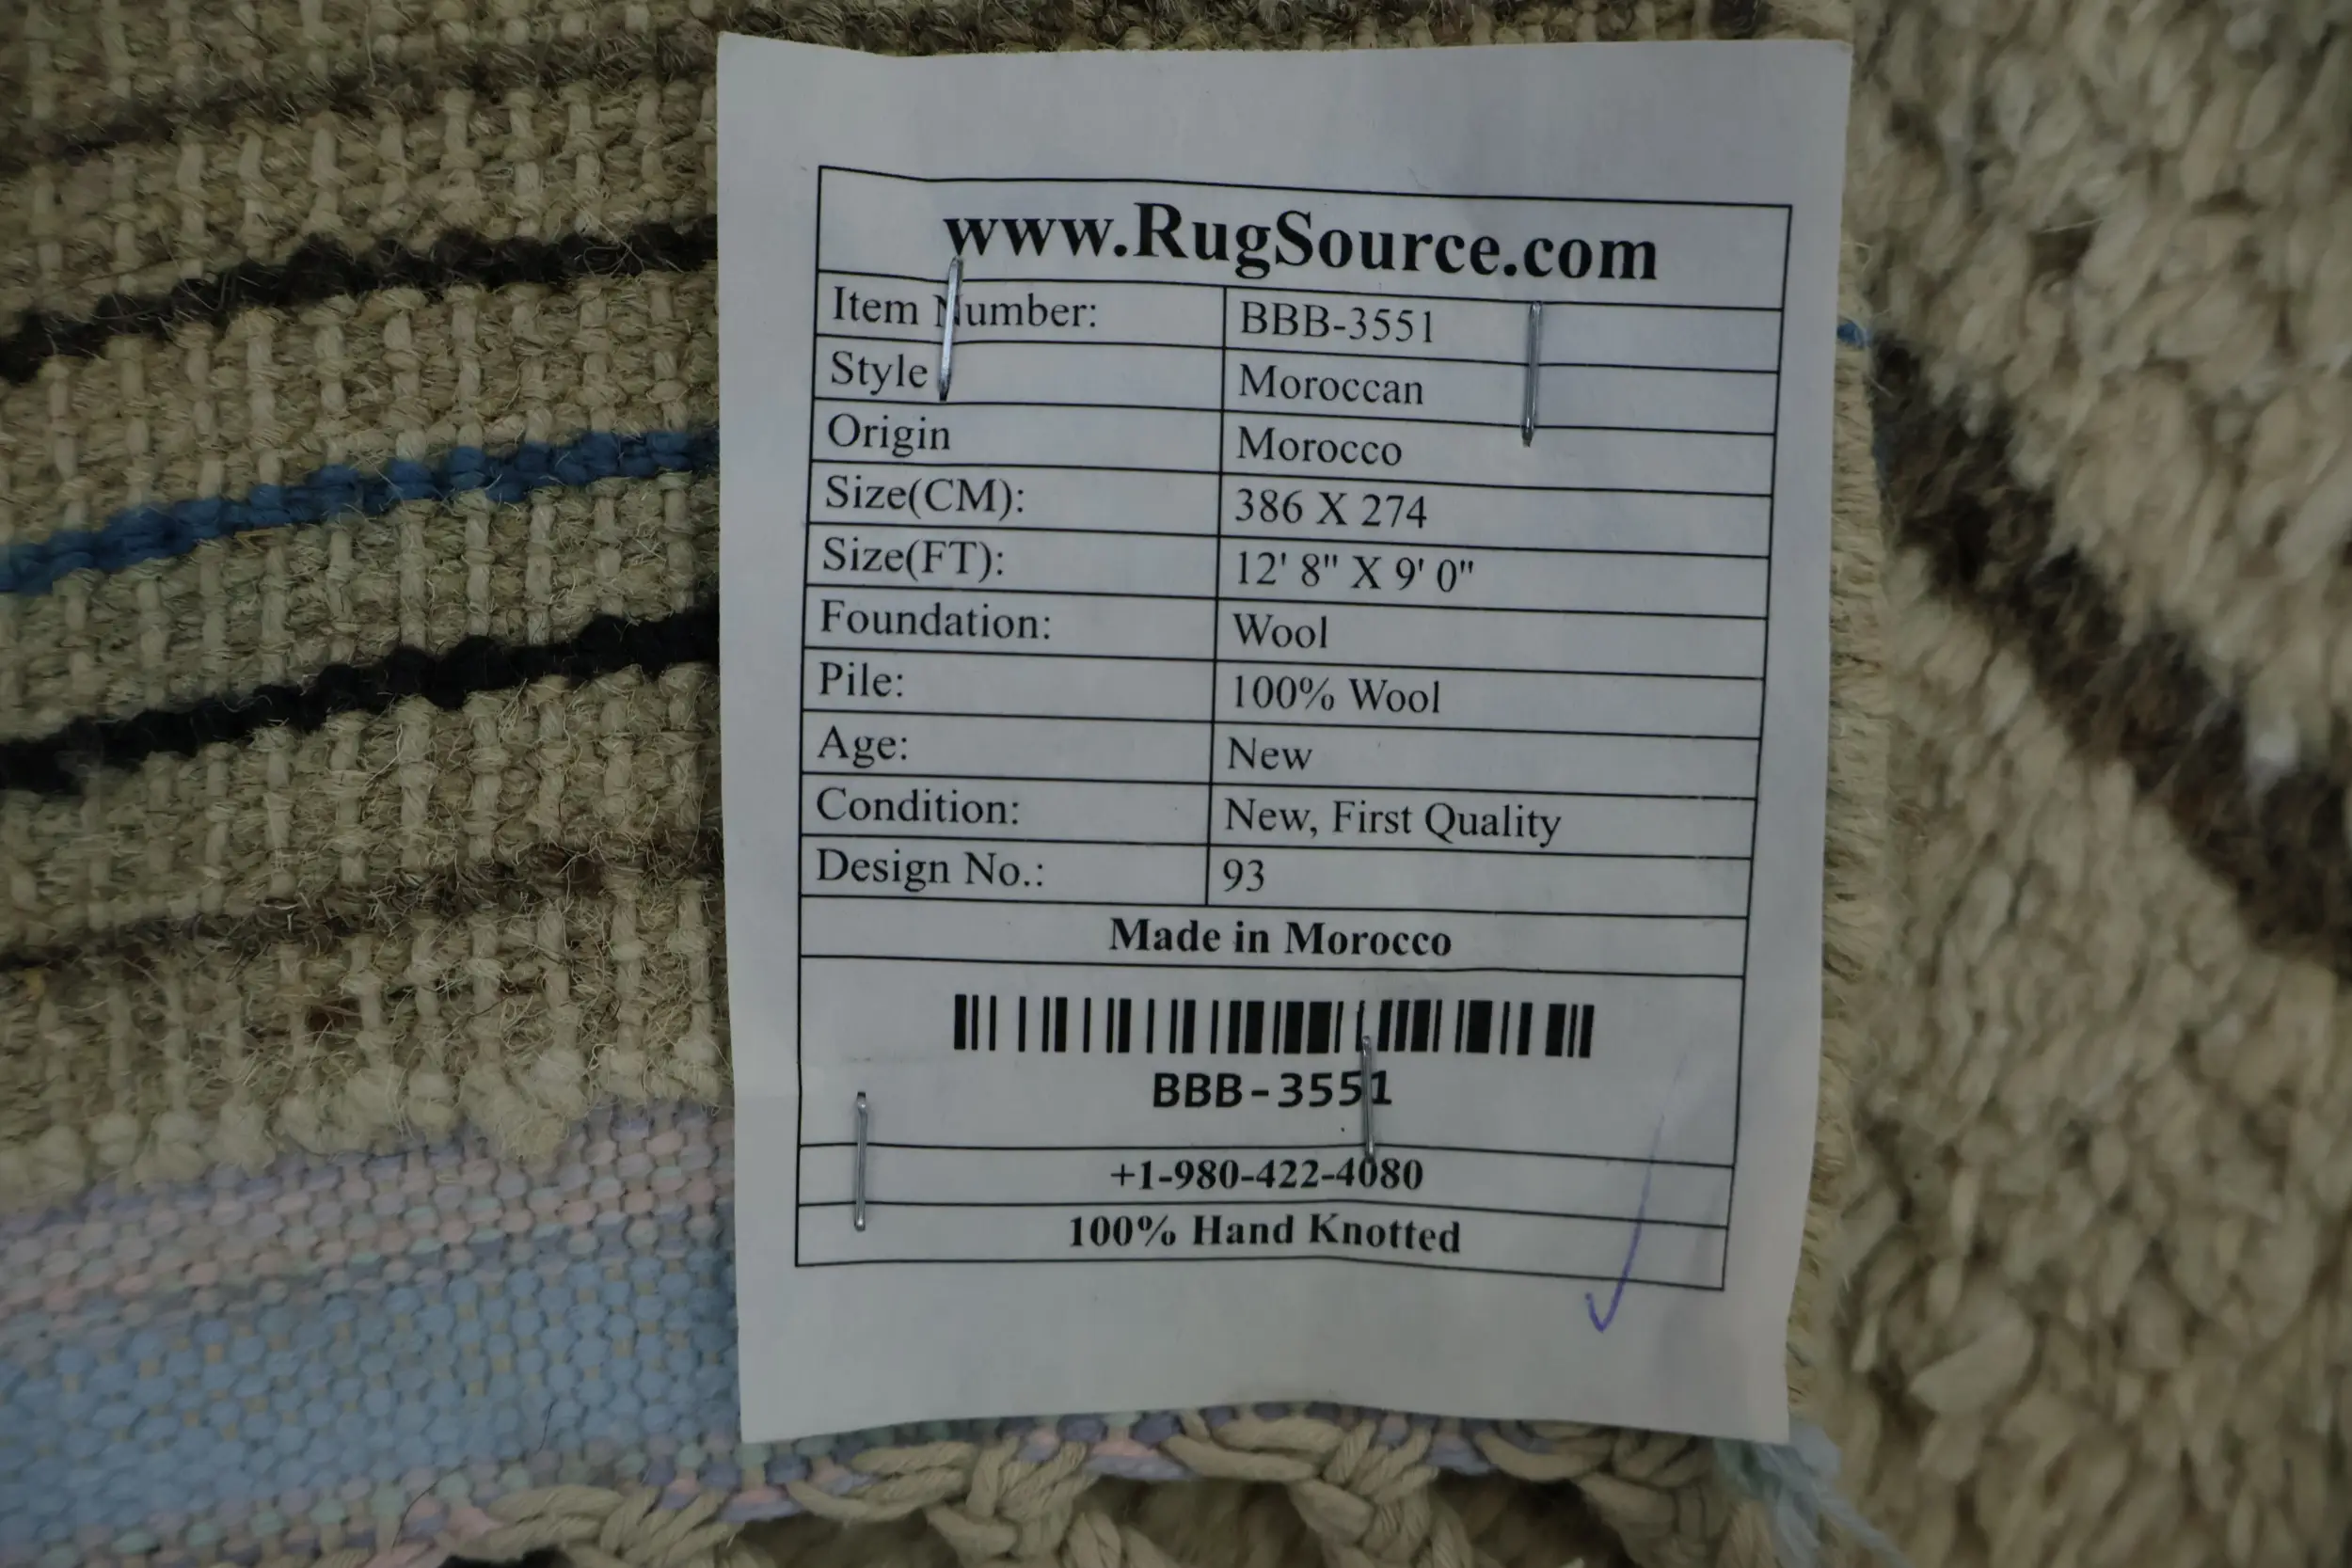 www.RugSource.com
Item Number: BBB-3551
Style Moroccan
Origin Morocco
Size(CM): 386 X 274
Size(FT): 12' 8" X 9' 0"
Foundation: Wool
Pile: 100% Wool
Age: New
Condition: New, First Quality
Design No.: 93
Made in Morocco
BBB-3551
+1-980-422-4080
100% Hand Knotted